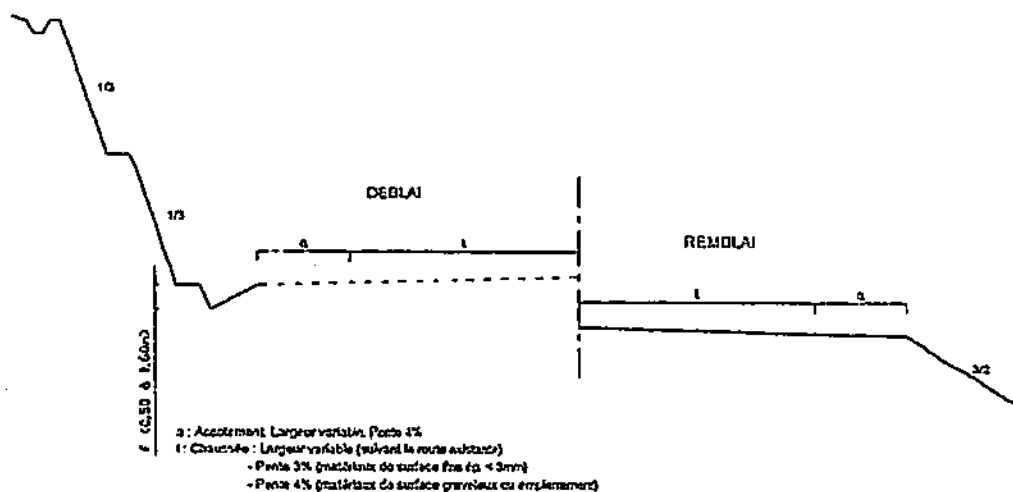 1/3
1/3
DEBLAI
a
L
REMBLAI
L
a
3/2
(0,50 à 1,00m)
a : Accotement, Largeur variable, Pente 4%
L : Chaussée : Largeur variable (suivant la route existante)
- Pente 3% (matériaux de surface fins < 3mm)
- Pente 4% (matériaux de surface graveleux ou empierrement)